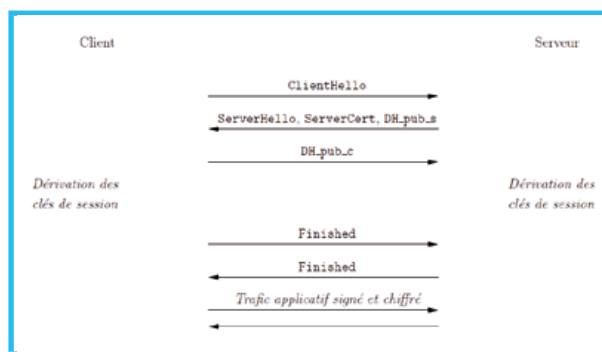 Client Serveur
ClientHello
ServerHello, ServerCert, DH_pub_s
DH_pub_c
Dérivation des Dérivation des
clés de session clés de session
Finished
Finished
Trafic applicatif signé et chiffré